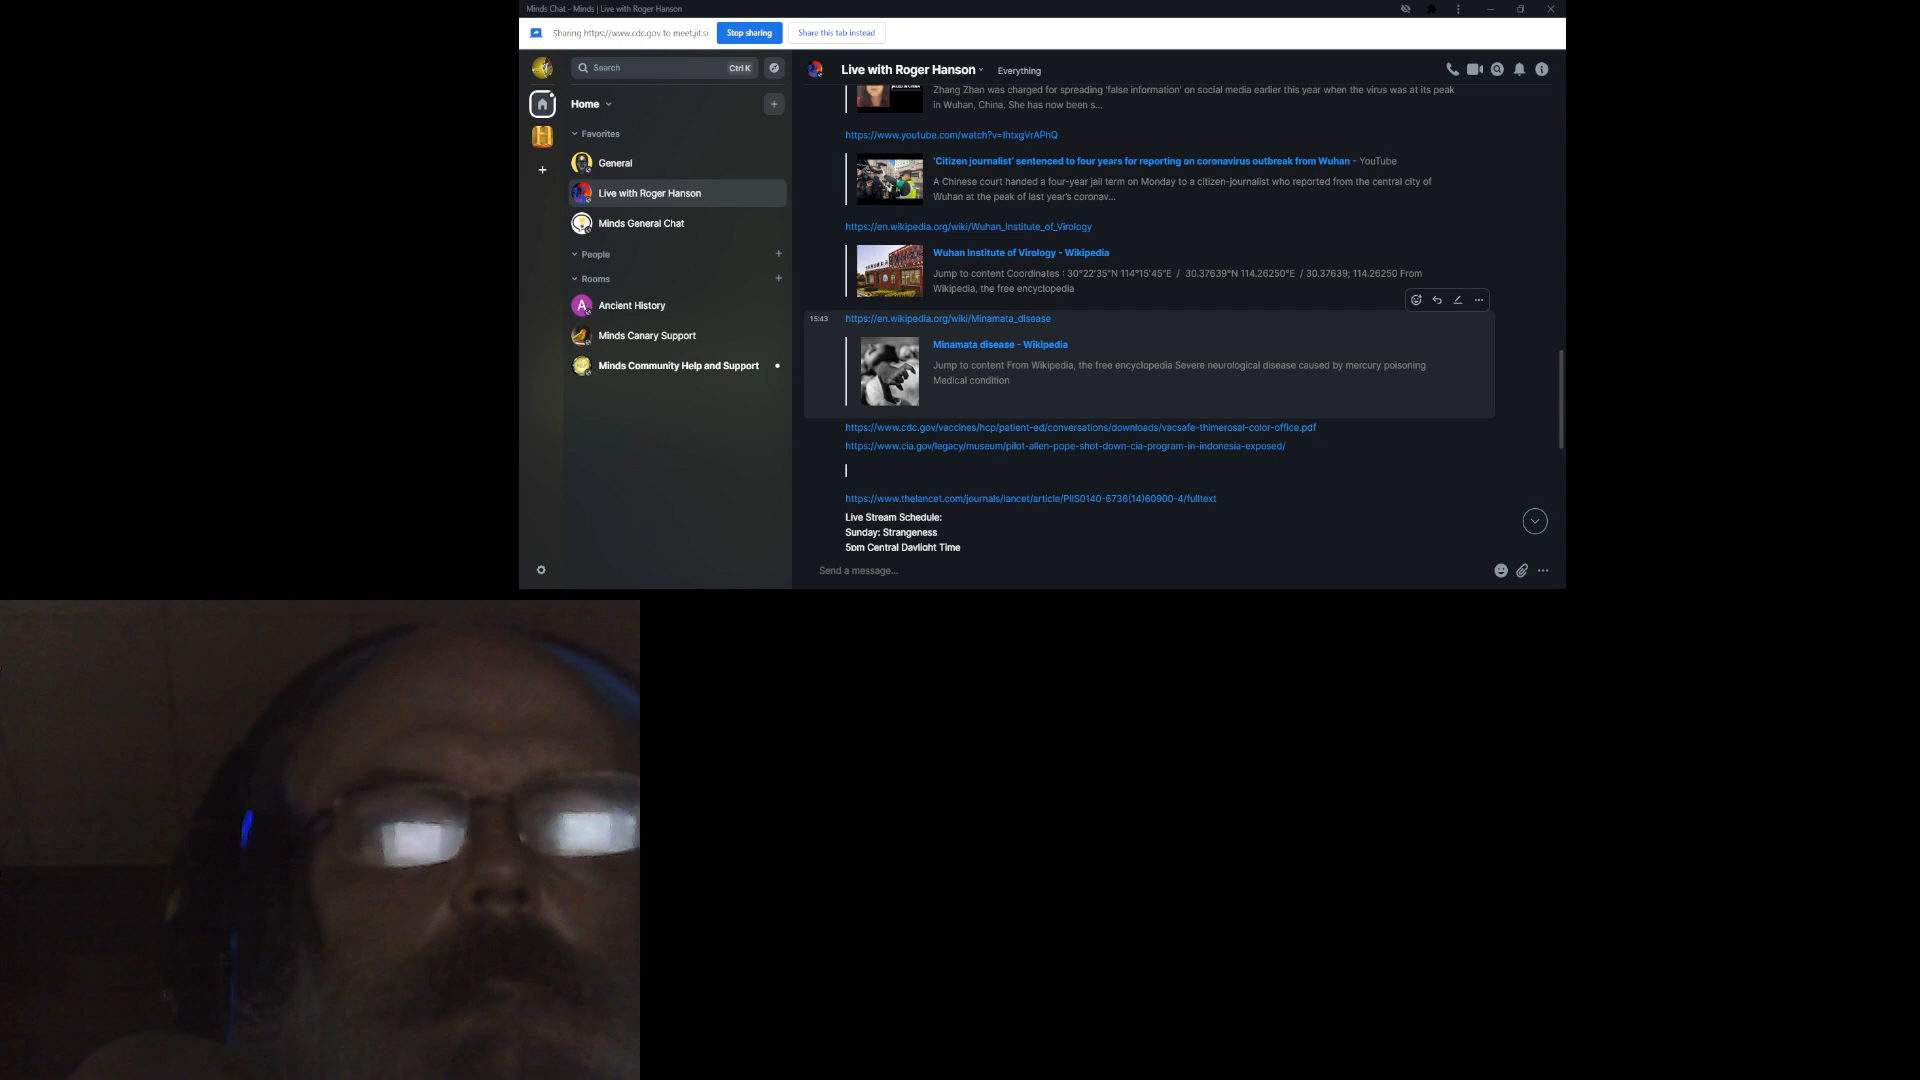 Minds Chat - Minds | Live with Roger Hanson
Sharing https://www.cdc.gov to meet.jit.si
Stop sharing
Share this tab instead
Search
Ctrl K
Home
Favorites
General
Live with Roger Hanson
Minds General Chat
People
Rooms
A
Ancient History
Minds Canary Support
Minds Community Help and Support
Live with Roger Hanson
Everything
Zhang Zhan was charged for spreading 'false information' on social media earlier this year when the virus was at its peak
in Wuhan, China. She has now been s...
https://www.youtube.com/watch?v=IhtxgVrAPhQ
'Citizen journalist' sentenced to four years for reporting on coronavirus outbreak from Wuhan - YouTube
A Chinese court handed a four-year jail term on Monday to a citizen-journalist who reported from the central city of
Wuhan at the peak of last year's coronav...
https://en.wikipedia.org/wiki/Wuhan_Institute_of_Virology
Wuhan Institute of Virology - Wikipedia
Jump to content Coordinates : 30°22'35"N 114°15'45"E / 30.37639°N 114.26250°E / 30.37639; 114.26250 From
Wikipedia, the free encyclopedia
15:43
https://en.wikipedia.org/wiki/Minamata_disease
Minamata disease - Wikipedia
Jump to content From Wikipedia, the free encyclopedia Severe neurological disease caused by mercury poisoning
Medical condition
https://www.cdc.gov/vaccines/hcp/patient-ed/conversations/downloads/vacsafe-thimerosal-color-office.pdf
https://www.cia.gov/legacy/museum/pilot-allen-pope-shot-down-cia-program-in-indonesia-exposed/
https://www.thelancet.com/journals/lancet/article/PIIS0140-6736(14)60900-4/fulltext
Live Stream Schedule:
Sunday: Strangeness
5pm Central Daylight Time
Send a message...